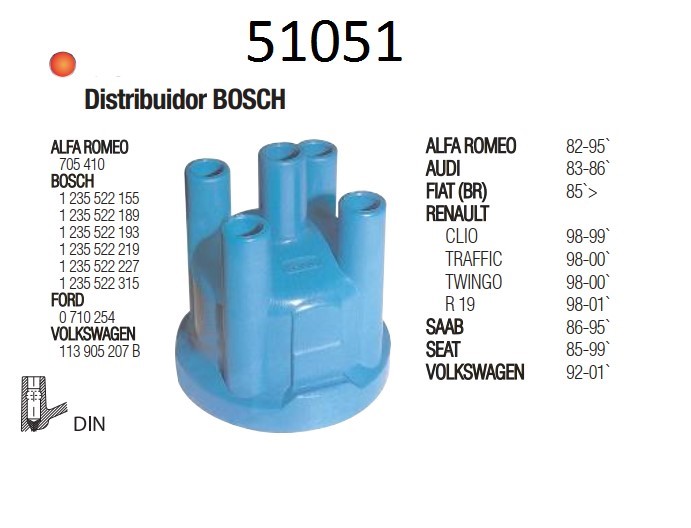 51051
Distribuidor BOSCH
ALFA ROMEO
705 410
BOSCH
1 235 522 155
1 235 522 189
1 235 522 193
1 235 522 219
1 235 522 227
1 235 522 315
FORD
0 710 254
VOLKSWAGEN
113 905 207 B
DIN
ALFA ROMEO 82-95`
AUDI 83-86`
FIAT (BR) 85`>
RENAULT
CLIO 98-99`
TRAFFIC 98-00`
TWINGO 98-00`
R 19 98-01`
SAAB 86-95`
SEAT 85-99`
VOLKSWAGEN 92-01`